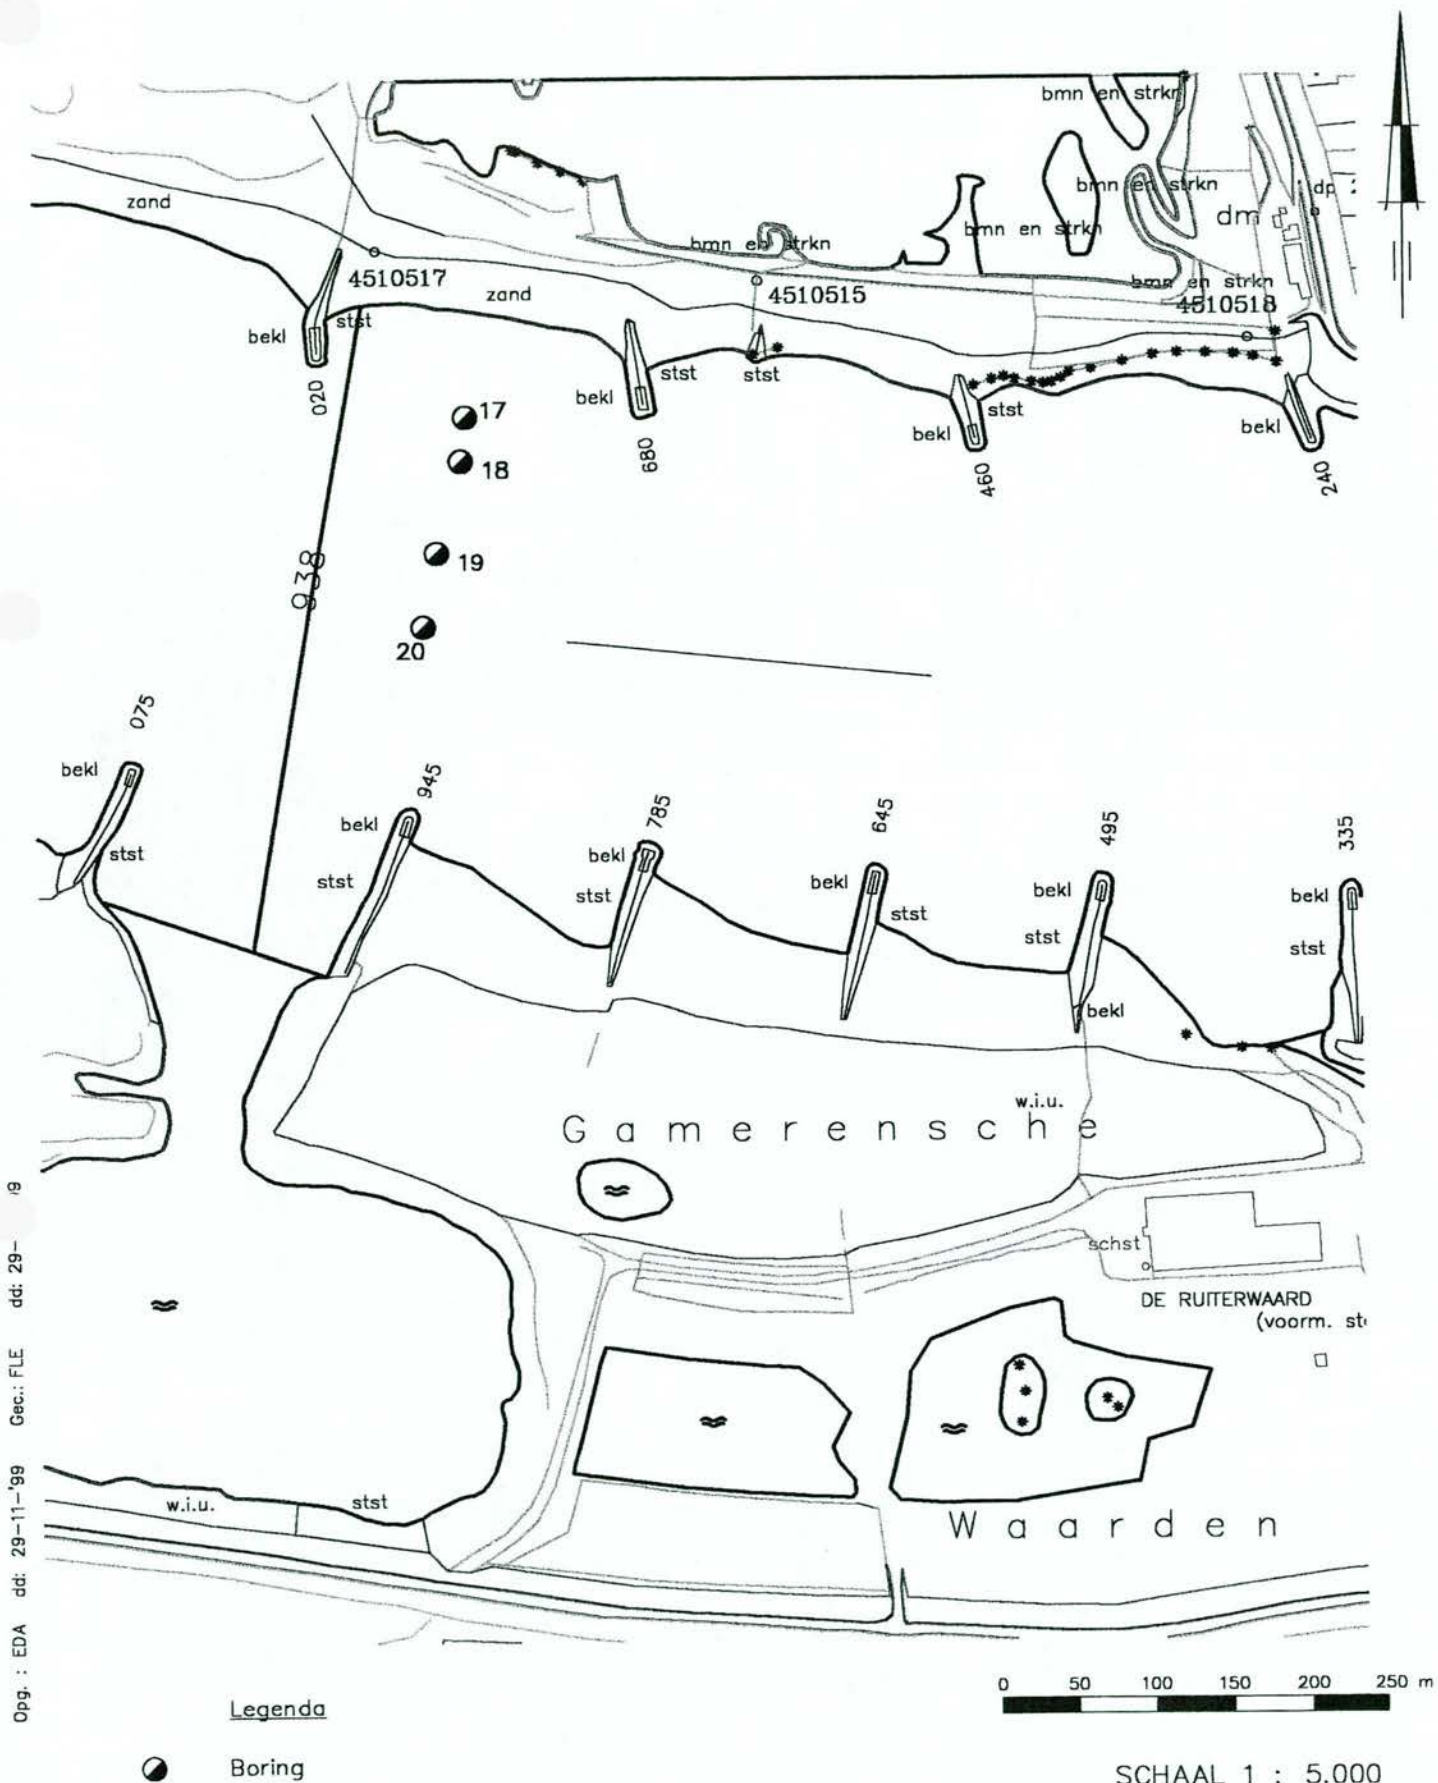 bmn en strkn
zand
bmn en strkn
dp
dm
bmn en strkn
bmn en strkn
4510517
zand
4510515
bmn en strkn
4510518
bekl
stst
020
bekl
stst
stst
680
bekl
stst
460
bekl
240
17
18
938
19
20
075
bekl
stst
945
bekl
stst
785
bekl
stst
645
bekl
stst
495
bekl
stst
bekl
335
bekl
stst
w.i.u.
Gamerensche
schst
DE RUITERWAARD
(voorm.
w.i.u.
stst
Waarden
Opg. : EDA dd: 29-11-'99 Gec.: FLE dd: 29-
0 50 100 150 200 250 m
Legenda
Boring
SCHAAL 1 : 5.000